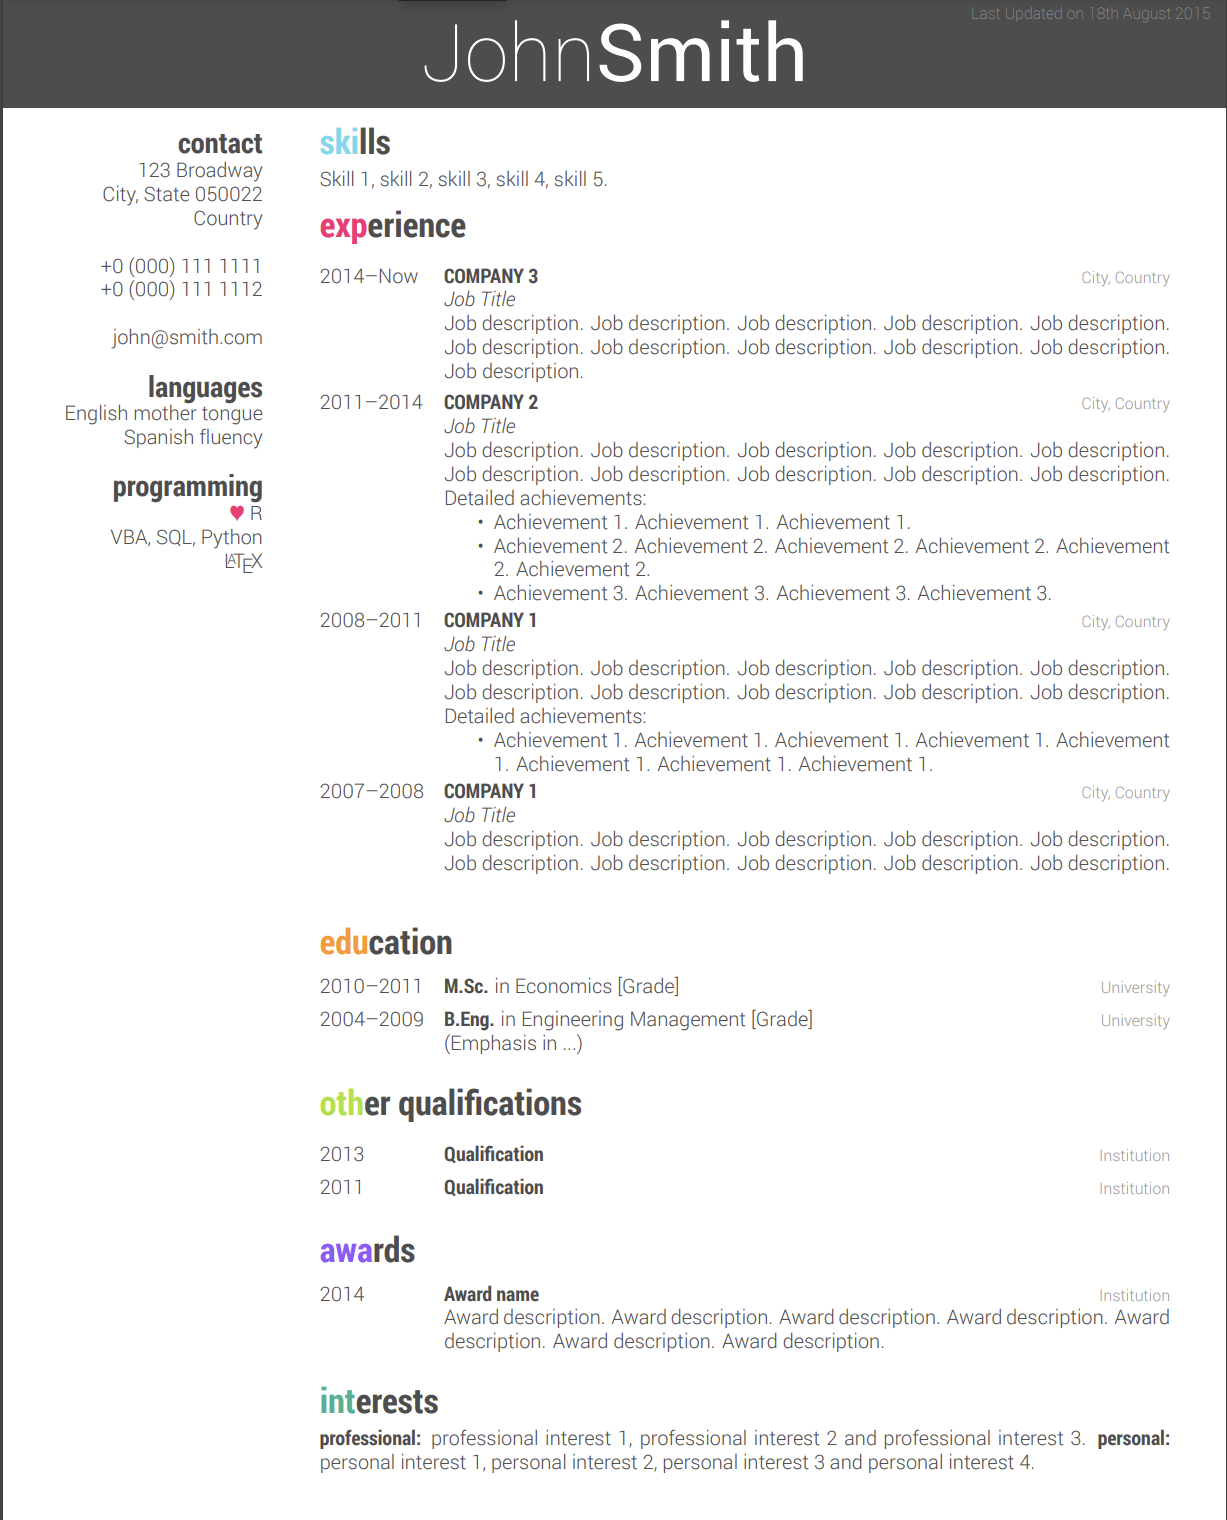 Last Updated on 18th August 2015
JohnSmith
contact
123 Broadway
City, State 050022
Country
+0 (000) 111 1111
+0 (000) 111 1112
john@smith.com
languages
English mother tongue
Spanish fluency
programming
♥ R
VBA, SQL, Python
LATEX
skills
Skill 1, skill 2, skill 3, skill 4, skill 5.
experience
2014–Now COMPANY 3 City, Country
Job Title
Job description. Job description. Job description. Job description. Job description.
Job description. Job description. Job description. Job description. Job description.
Job description.
2011–2014 COMPANY 2 City, Country
Job Title
Job description. Job description. Job description. Job description. Job description.
Job description. Job description. Job description. Job description. Job description.
Detailed achievements:
• Achievement 1. Achievement 1. Achievement 1.
• Achievement 2. Achievement 2. Achievement 2. Achievement 2. Achievement
2. Achievement 2.
• Achievement 3. Achievement 3. Achievement 3. Achievement 3.
2008–2011 COMPANY 1 City, Country
Job Title
Job description. Job description. Job description. Job description. Job description.
Job description. Job description. Job description. Job description. Job description.
Detailed achievements:
• Achievement 1. Achievement 1. Achievement 1. Achievement 1. Achievement
1. Achievement 1. Achievement 1. Achievement 1.
2007–2008 COMPANY 1 City, Country
Job Title
Job description. Job description. Job description. Job description. Job description.
Job description. Job description. Job description. Job description. Job description.
education
2010–2011 M.Sc. in Economics [Grade] University
2004–2009 B.Eng. in Engineering Management [Grade] University
(Emphasis in ...)
other qualifications
2013 Qualification Institution
2011 Qualification Institution
awards
2014 Award name Institution
Award description. Award description. Award description. Award description. Award
description. Award description. Award description.
interests
professional: professional interest 1, professional interest 2 and professional interest 3. personal:
personal interest 1, personal interest 2, personal interest 3 and personal interest 4.